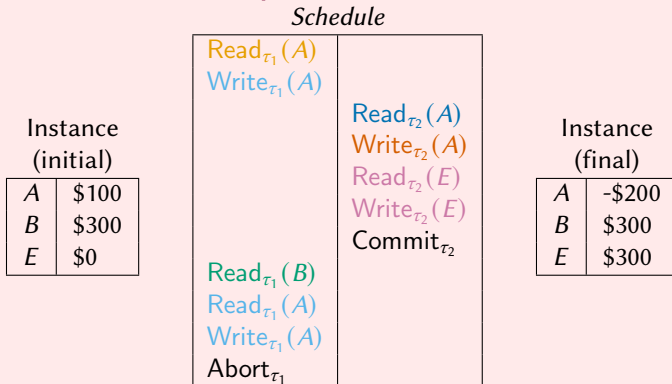 Schedule
Read_τ₁(A)
Write_τ₁(A)
Read_τ₂(A)
Write_τ₂(A)
Read_τ₂(E)
Write_τ₂(E)
Commit_τ₂
Read_τ₁(B)
Read_τ₁(A)
Write_τ₁(A)
Abort_τ₁
Instance
(initial)
A $100
B $300
E $0
Instance
(final)
A -$200
B $300
E $300